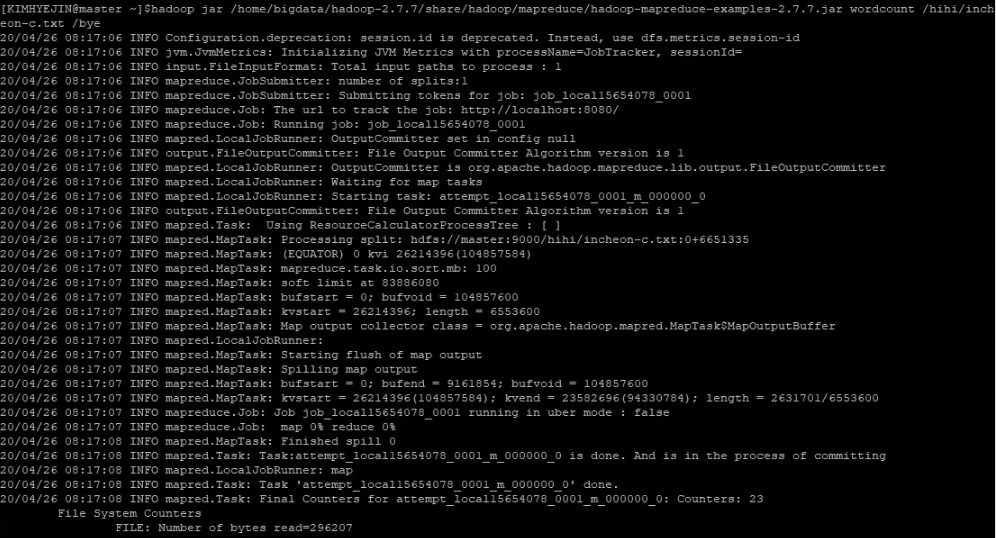 [KIMHYEJIN@master ~]$hadoop jar /home/bigdata/hadoop-2.7.7/share/hadoop/mapreduce/hadoop-mapreduce-examples-2.7.7.jar wordcount /hihi/inch
eon-c.txt /bye
20/04/26 08:17:06 INFO Configuration.deprecation: session.id is deprecated. Instead, use dfs.metrics.session-id
20/04/26 08:17:06 INFO jvm.JvmMetrics: Initializing JVM Metrics with processName=JobTracker, sessionId=
20/04/26 08:17:06 INFO input.FileInputFormat: Total input paths to process : 1
20/04/26 08:17:06 INFO mapreduce.JobSubmitter: number of splits:1
20/04/26 08:17:06 INFO mapreduce.JobSubmitter: Submitting tokens for job: job_local15654078_0001
20/04/26 08:17:06 INFO mapreduce.Job: The url to track the job: http://localhost:8080/
20/04/26 08:17:06 INFO mapreduce.Job: Running job: job_local15654078_0001
20/04/26 08:17:06 INFO mapred.LocalJobRunner: OutputCommitter set in config null
20/04/26 08:17:06 INFO output.FileOutputCommitter: File Output Committer Algorithm version is 1
20/04/26 08:17:06 INFO mapred.LocalJobRunner: OutputCommitter is org.apache.hadoop.mapreduce.lib.output.FileOutputCommitter
20/04/26 08:17:06 INFO mapred.LocalJobRunner: Waiting for map tasks
20/04/26 08:17:06 INFO mapred.LocalJobRunner: Starting task: attempt_local15654078_0001_m_000000_0
20/04/26 08:17:06 INFO output.FileOutputCommitter: File Output Committer Algorithm version is 1
20/04/26 08:17:06 INFO mapred.Task:  Using ResourceCalculatorProcessTree : [ ]
20/04/26 08:17:07 INFO mapred.MapTask: Processing split: hdfs://master:9000/hihi/incheon-c.txt:0+6651335
20/04/26 08:17:07 INFO mapred.MapTask: (EQUATOR) 0 kvi 26214396(104857584)
20/04/26 08:17:07 INFO mapred.MapTask: mapreduce.task.io.sort.mb: 100
20/04/26 08:17:07 INFO mapred.MapTask: soft limit at 83886080
20/04/26 08:17:07 INFO mapred.MapTask: bufstart = 0; bufvoid = 104857600
20/04/26 08:17:07 INFO mapred.MapTask: kvstart = 26214396; length = 6553600
20/04/26 08:17:07 INFO mapred.MapTask: Map output collector class = org.apache.hadoop.mapred.MapTask$MapOutputBuffer
20/04/26 08:17:07 INFO mapred.LocalJobRunner:
20/04/26 08:17:07 INFO mapred.MapTask: Starting flush of map output
20/04/26 08:17:07 INFO mapred.MapTask: Spilling map output
20/04/26 08:17:07 INFO mapred.MapTask: bufstart = 0; bufend = 9161854; bufvoid = 104857600
20/04/26 08:17:07 INFO mapred.MapTask: kvstart = 26214396(104857584); kvend = 23582696(94330784); length = 2631701/6553600
20/04/26 08:17:07 INFO mapreduce.Job: Job job_local15654078_0001 running in uber mode : false
20/04/26 08:17:07 INFO mapreduce.Job:  map 0% reduce 0%
20/04/26 08:17:08 INFO mapred.MapTask: Finished spill 0
20/04/26 08:17:08 INFO mapred.Task: Task:attempt_local15654078_0001_m_000000_0 is done. And is in the process of committing
20/04/26 08:17:08 INFO mapred.LocalJobRunner: map
20/04/26 08:17:08 INFO mapred.Task: Task 'attempt_local15654078_0001_m_000000_0' done.
20/04/26 08:17:08 INFO mapred.Task: Final Counters for attempt_local15654078_0001_m_000000_0: Counters: 23
File System Counters
FILE: Number of bytes read=296207